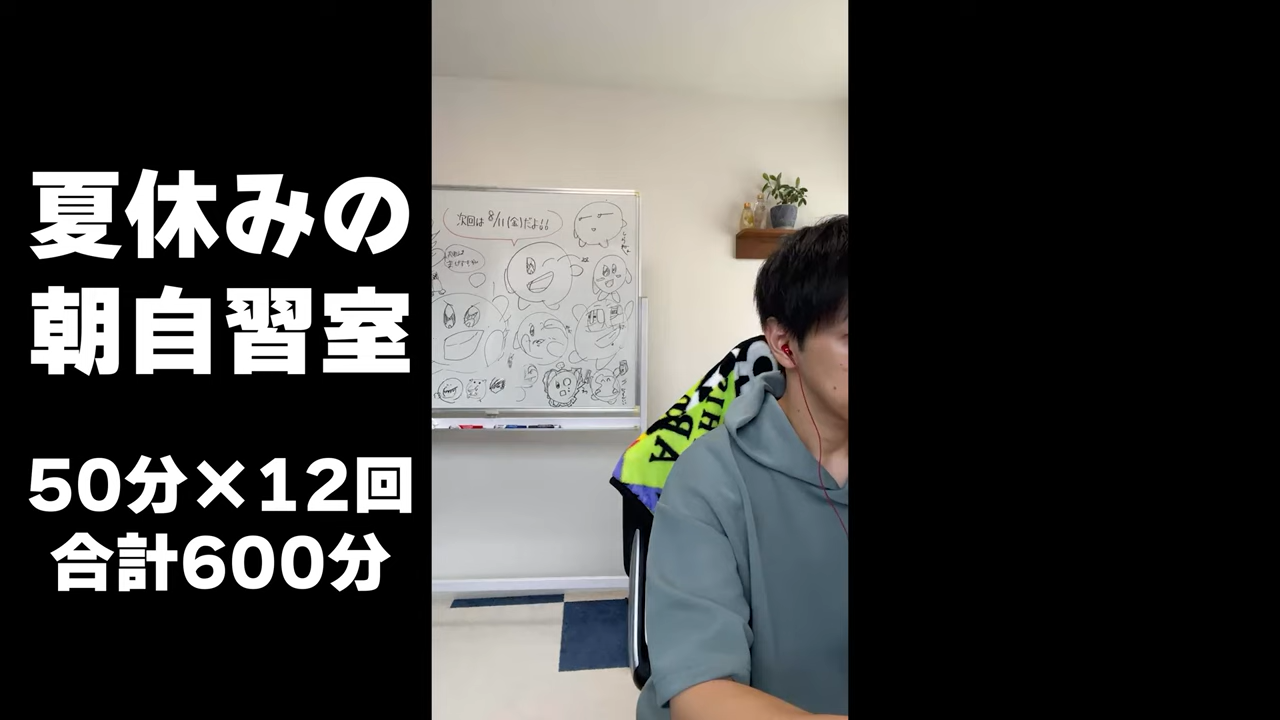 夏休みの
朝自習室
50分×12回
合計600分
次回は 8/11(金)だよ!!